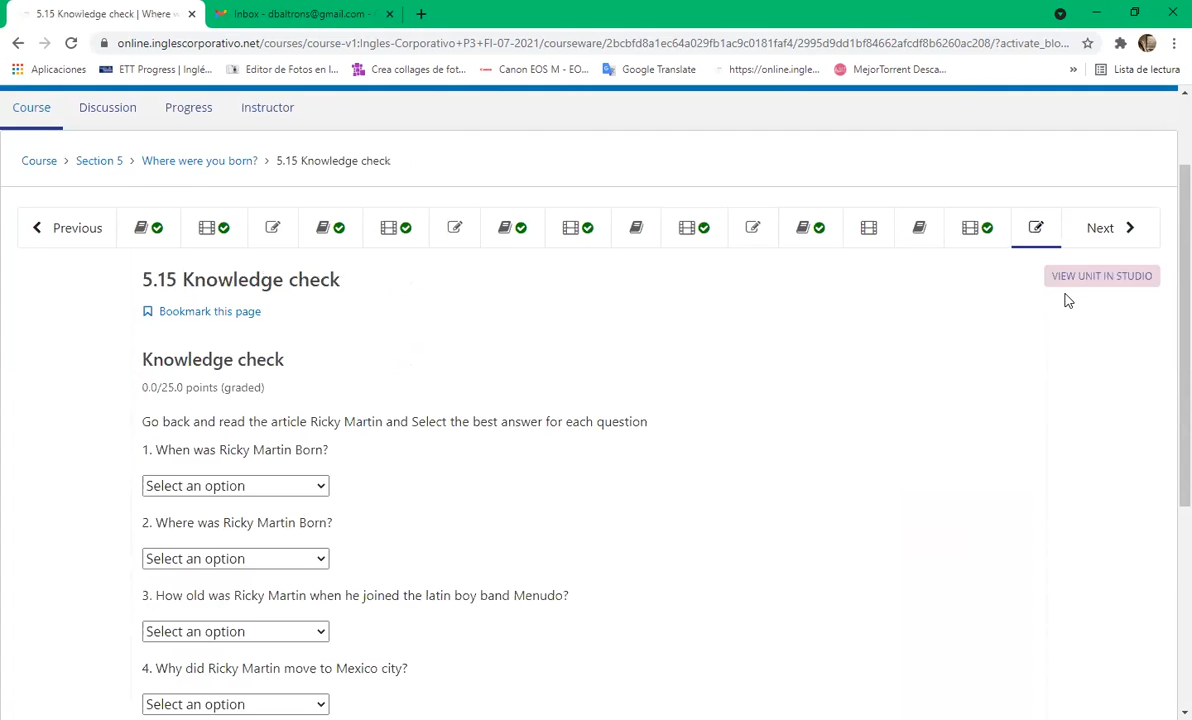 5.15 Knowledge check | Where w
Inbox - dbaltrons@gmail.com -
online.inglescorporativo.net/courses/course-v1:Ingles-Corporativo+P3+FI-07-2021/courseware/2bcbfd8a1ec64a029fb1ac9c0181faf4/2995d9dd1bf84662afcdf8b6260ac208/?activate_blo...
Aplicaciones
ETT Progress | Inglé...
Editor de Fotos en l...
Crea collages de fot...
Canon EOS M - EO...
Google Translate
https://online.ingle...
MejorTorrent Desca...
»
Lista de lectura
Course
Discussion
Progress
Instructor
Course > Section 5 > Where were you born? > 5.15 Knowledge check
Previous
Next
5.15 Knowledge check
VIEW UNIT IN STUDIO
Bookmark this page
Knowledge check
0.0/25.0 points (graded)
Go back and read the article Ricky Martin and Select the best answer for each question
1. When was Ricky Martin Born?
Select an option
2. Where was Ricky Martin Born?
Select an option
3. How old was Ricky Martin when he joined the latin boy band Menudo?
Select an option
4. Why did Ricky Martin move to Mexico city?
Select an option